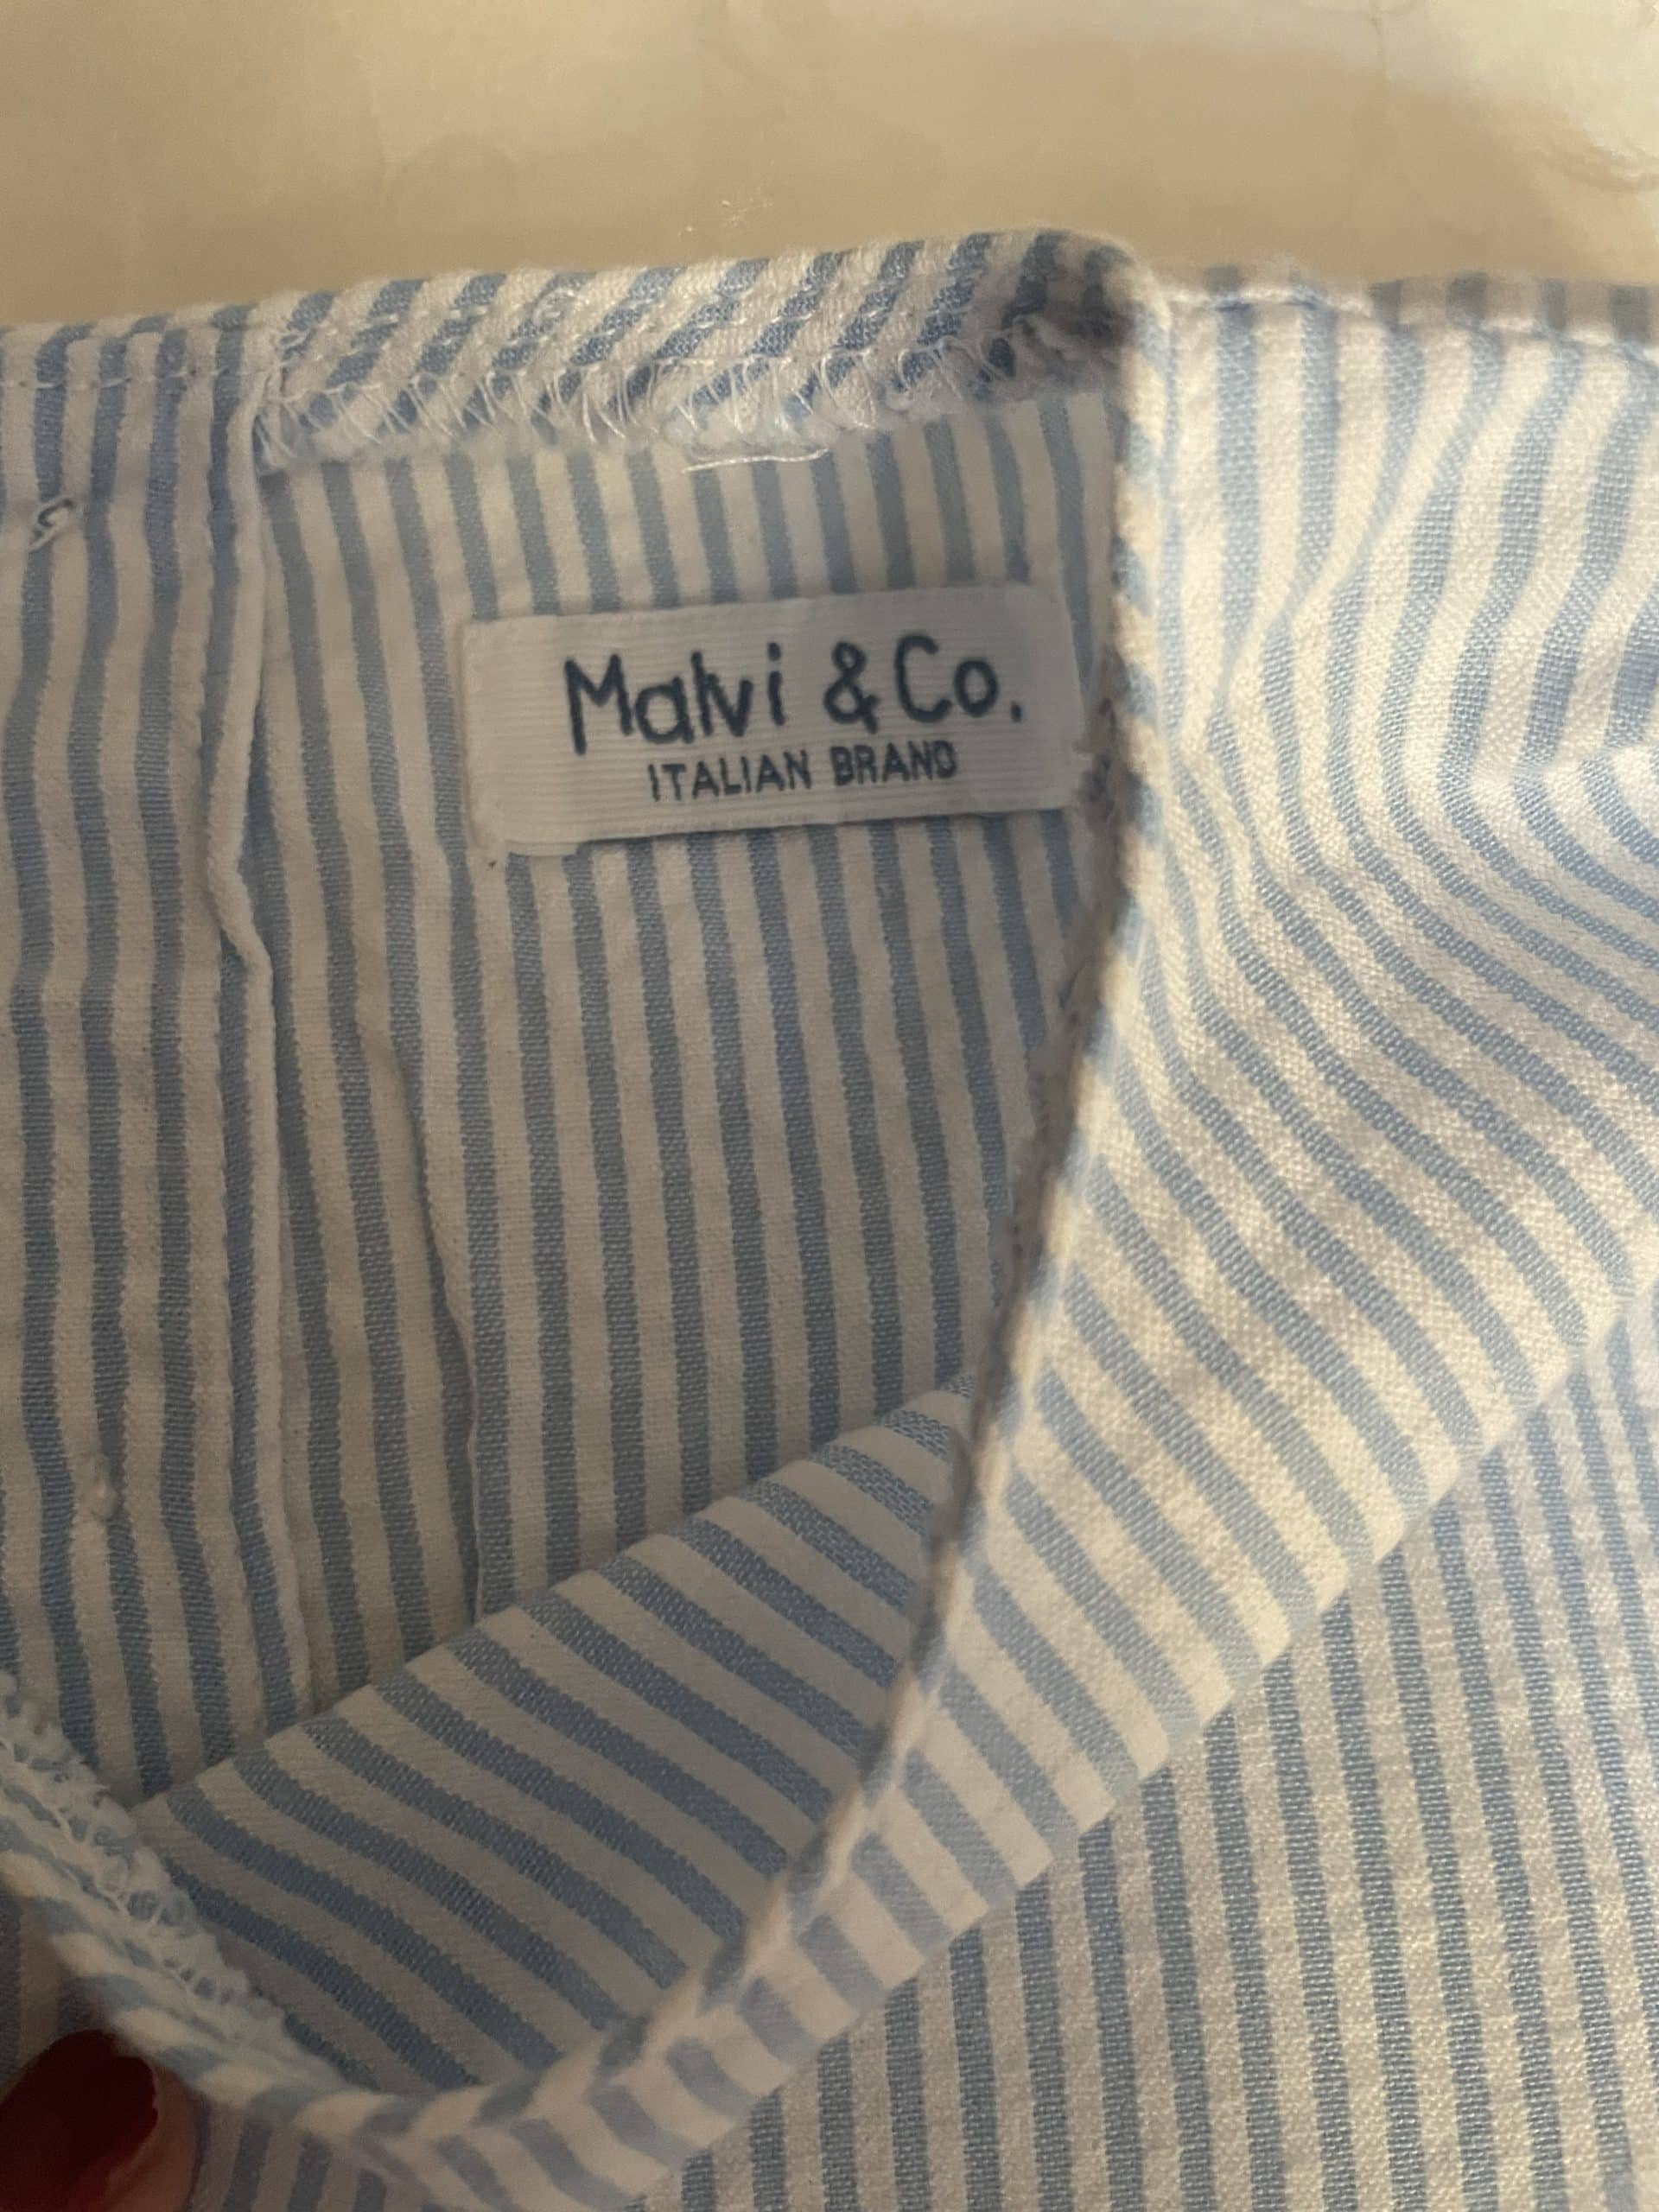 Malvi & Co.
ITALIAN BRAND